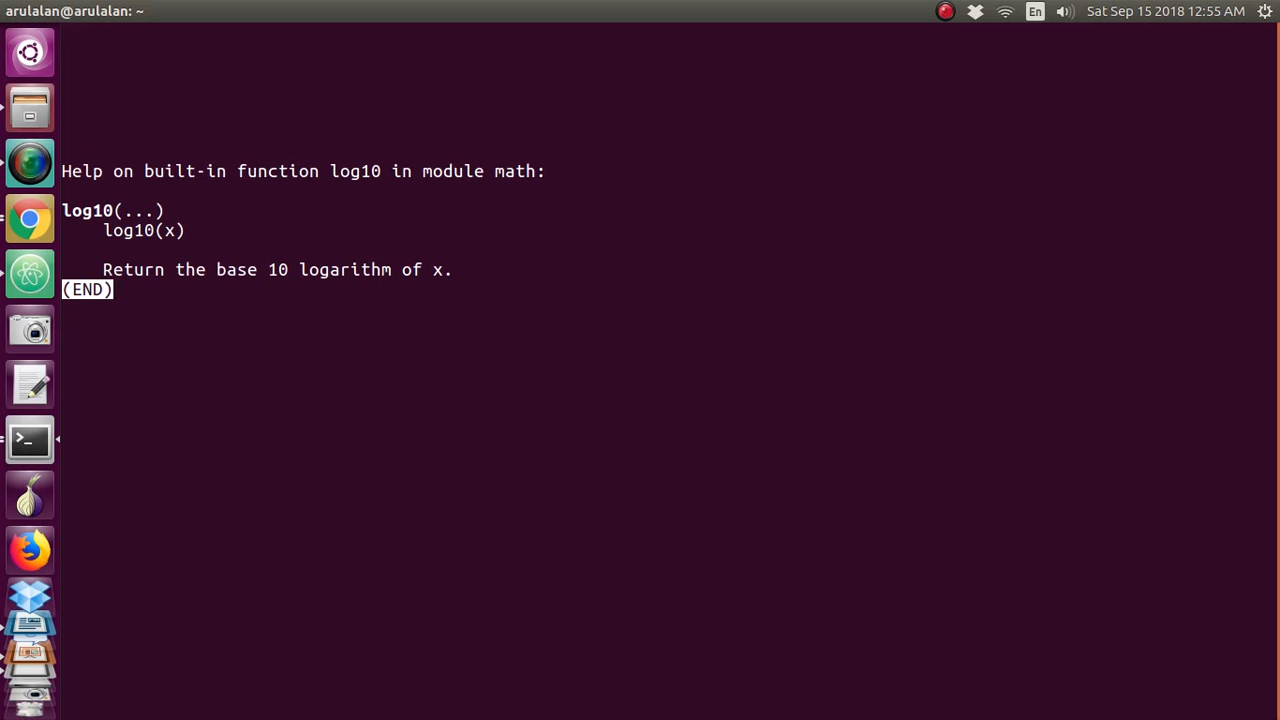 arulalan@arulalan: ~
En
Sat Sep 15 2018 12:55 AM
Help on built-in function log10 in module math:
log10(...)
log10(x)
Return the base 10 logarithm of x.
(END)
>_